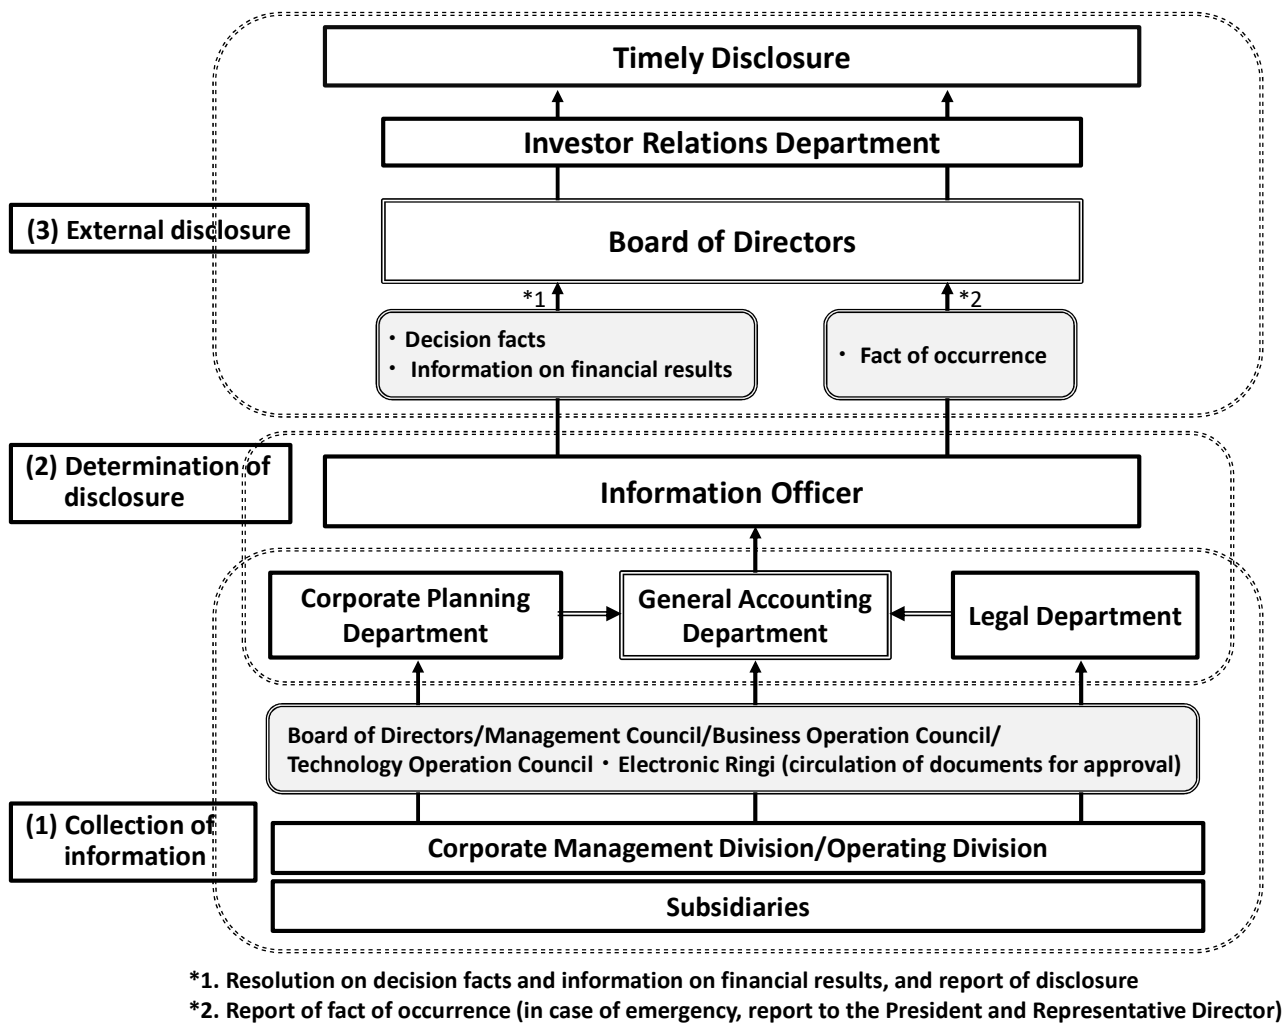 Timely Disclosure
Investor Relations Department
(3) External disclosure
Board of Directors
*1
*2
・ Decision facts
・ Information on financial results
・ Fact of occurrence
(2) Determination of
disclosure
Information Officer
Corporate Planning
Department
General Accounting
Department
Legal Department
Board of Directors/Management Council/Business Operation Council/
Technology Operation Council・Electronic Ringi (circulation of documents for approval)
(1) Collection of
information
Corporate Management Division/Operating Division
Subsidiaries
*1. Resolution on decision facts and information on financial results, and report of disclosure
*2. Report of fact of occurrence (in case of emergency, report to the President and Representative Director)